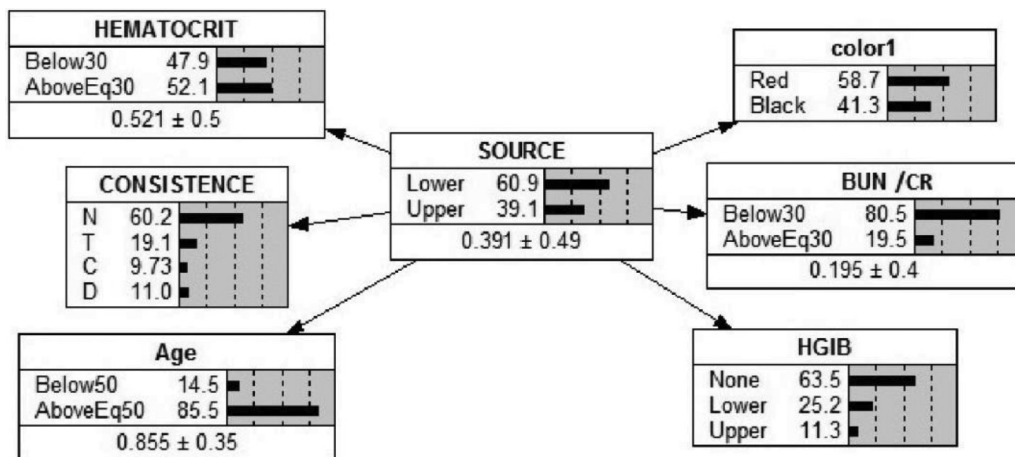 HEMATOCRIT
Below30 47.9
AboveEq30 52.1
0.521 ± 0.5
color1
Red 58.7
Black 41.3
SOURCE
Lower 60.9
Upper 39.1
0.391 ± 0.49
CONSISTENCE
N 60.2
T 19.1
C 9.73
D 11.0
BUN /CR
Below30 80.5
AboveEq30 19.5
0.195 ± 0.4
Age
Below50 14.5
AboveEq50 85.5
0.855 ± 0.35
HGIB
None 63.5
Lower 25.2
Upper 11.3